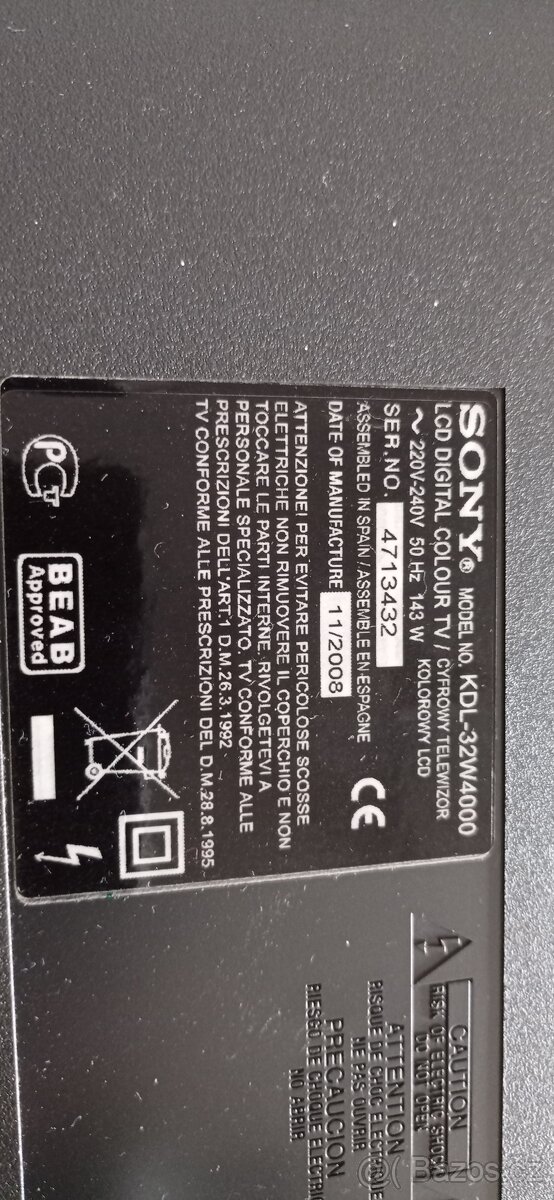 SONY® MODEL NO. KDL-32W4000
LCD DIGITAL COLOUR TV / CYFROWY TELEWIZOR
KOLOROWY LCD
~ 220V-240V 50 Hz 143 W
SER.NO. 4713432
ASSEMBLED IN SPAIN / ASSEMBLE EN ESPAGNE
DATE OF MANUFACTURE 11/2008
CE
ATTENZIONE! PER EVITARE PERICOLOSE SCOSSE
ELETTRICHE NON RIMUOVERE IL COPERCHIO E NON
TOCCARE LE PARTI INTERNE. RIVOLGETEVI A
PERSONALE SPECIALIZZATO. TV CONFORME ALLE
PRESCRIZIONI DELL'ART.1 D.M.26.3. 1992
TV CONFORME ALLE PRESCRIZIONI DEL D.M.28.8.1995
PCT
BEAB
Approved
CAUTION
RISK OF ELECTRIC SHOCK
DO NOT OPEN
ATTENTION
RISQUE DE CHOC ELECTRIQUE
NE PAS OUVRIR
PRECAUCION
RIESGO DE CHOQUE ELECTRIC
NO ABRIR
Bazoš.cz